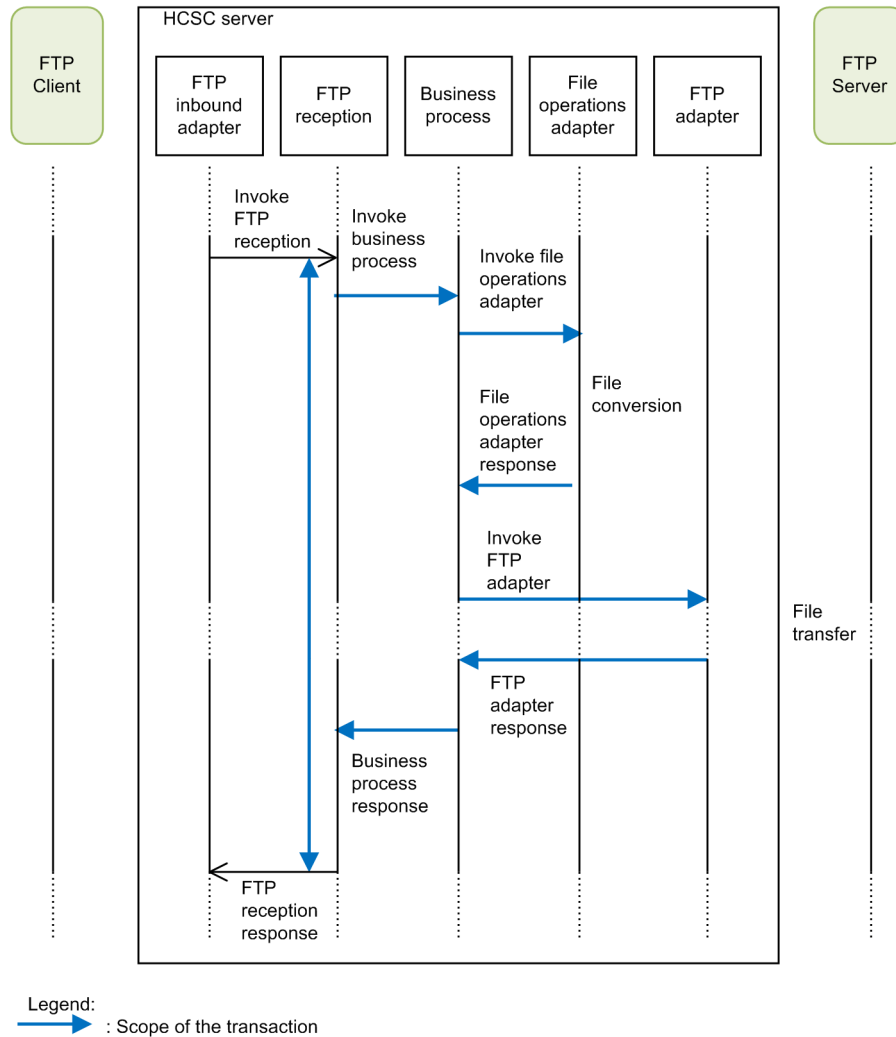 HCSC server
FTP
Client
FTP
inbound
adapter
FTP
reception
Business
process
File
operations
adapter
FTP
adapter
FTP
Server
Invoke
FTP
reception
Invoke
business
process
Invoke file
operations
adapter
File
conversion
File
operations
adapter
response
Invoke
FTP
adapter
File
transfer
FTP
adapter
response
Business
process
response
FTP
reception
response
Legend:
: Scope of the transaction